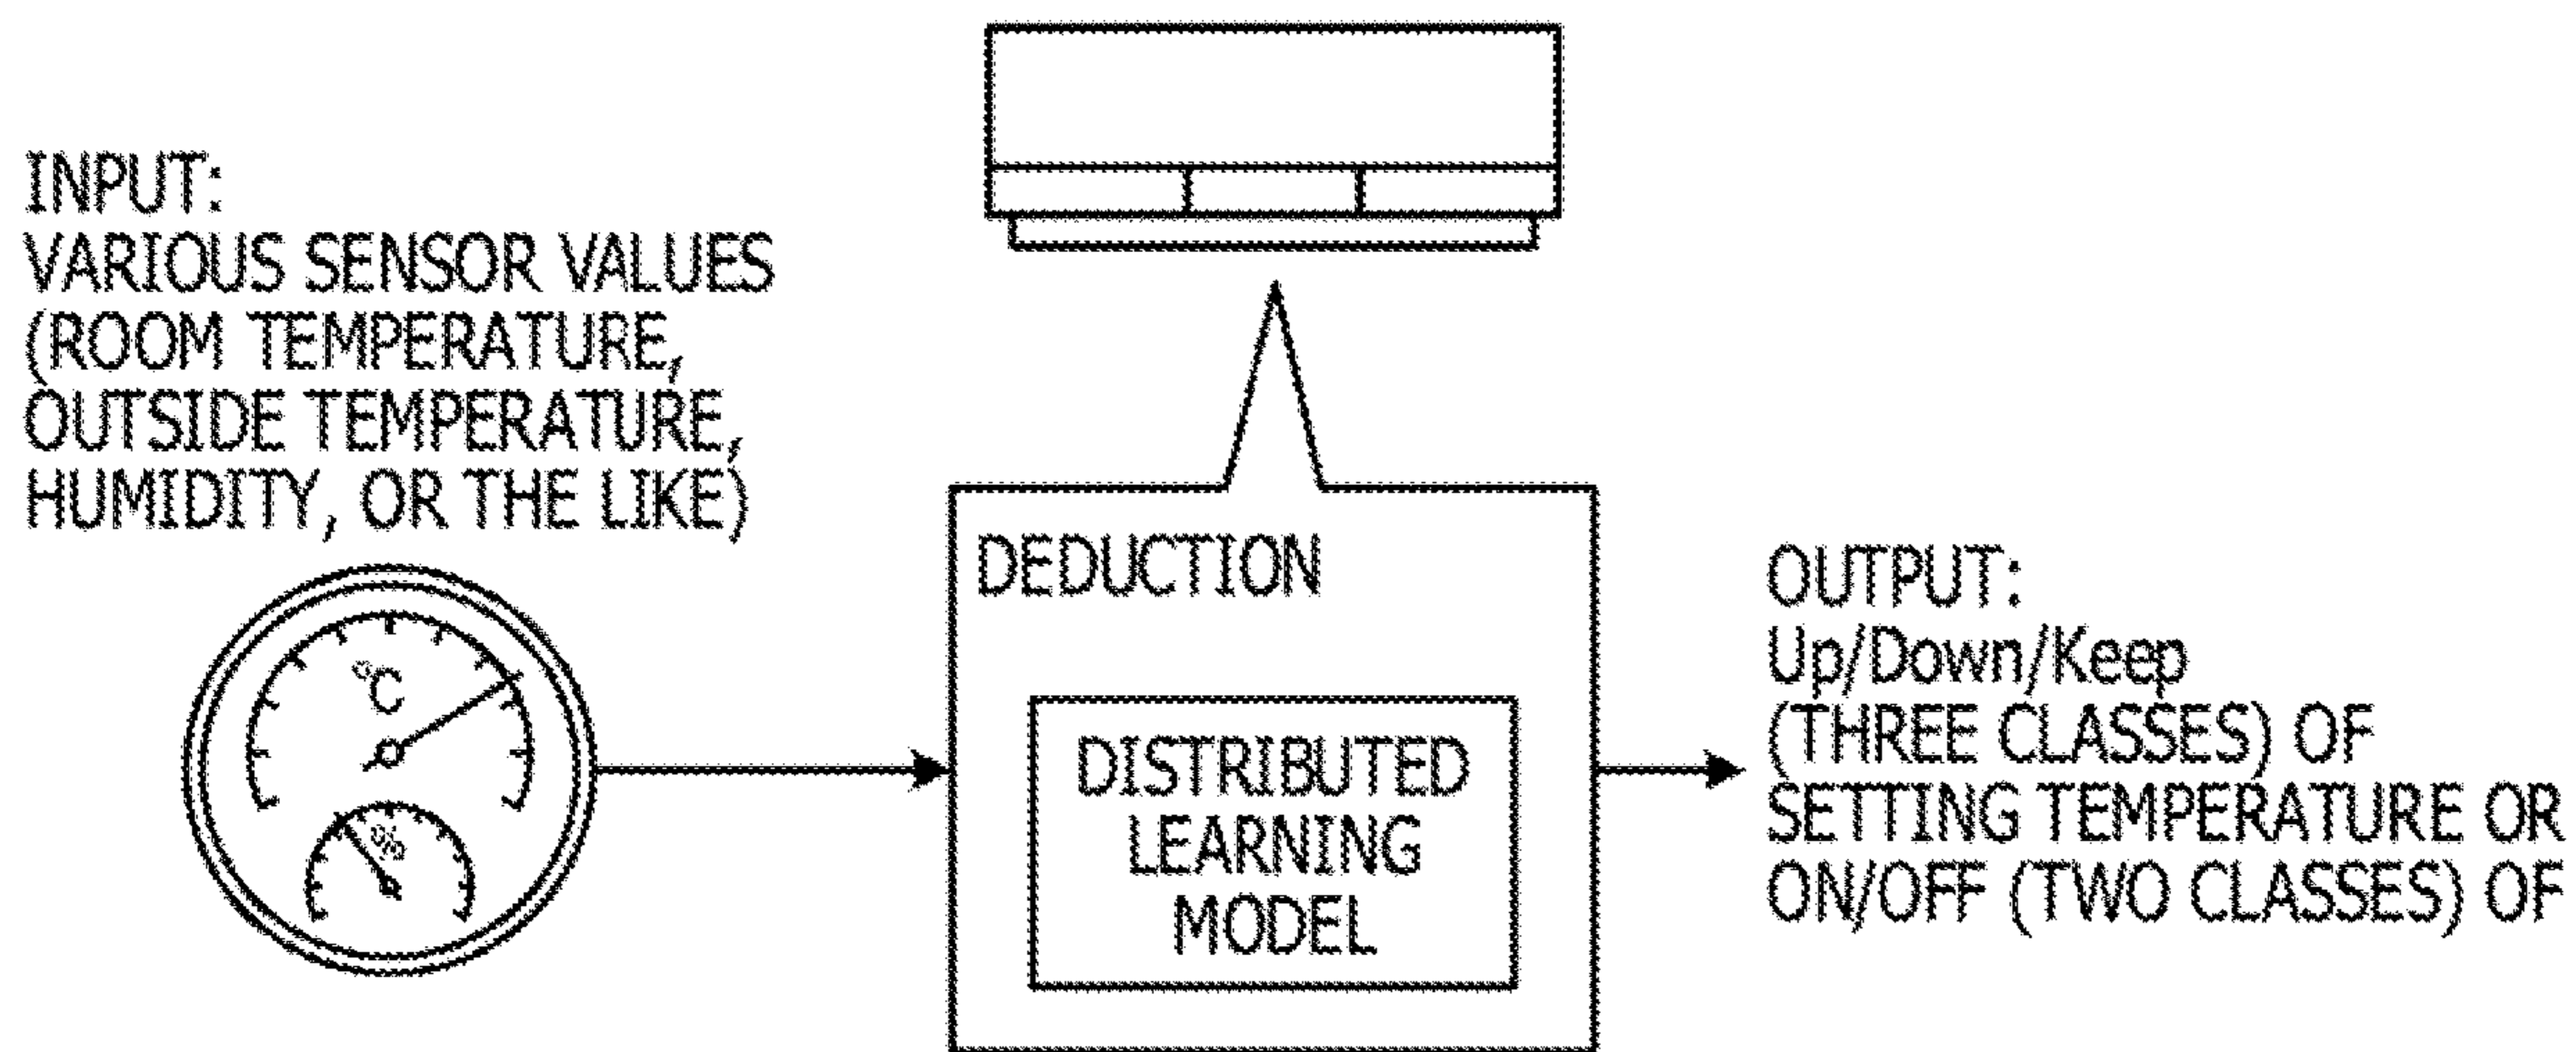 INPUT:
VARIOUS SENSOR VALUES
(ROOM TEMPERATURE,
OUTSIDE TEMPERATURE,
HUMIDITY, OR THE LIKE)
°C
%
DEDUCTION
DISTRIBUTED
LEARNING
MODEL
OUTPUT:
Up/Down/Keep
(THREE CLASSES) OF
SETTING TEMPERATURE OR
ON/OFF (TWO CLASSES) OF